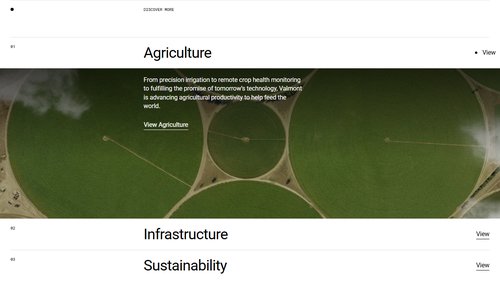 DISCOVER MORE
01
Agriculture
View
From precision irrigation to remote crop health monitoring
to fulfilling the promise of tomorrow's technology, Valmont
is advancing agricultural productivity to help feed the
world.
View Agriculture
02
Infrastructure
View
03
Sustainability
View